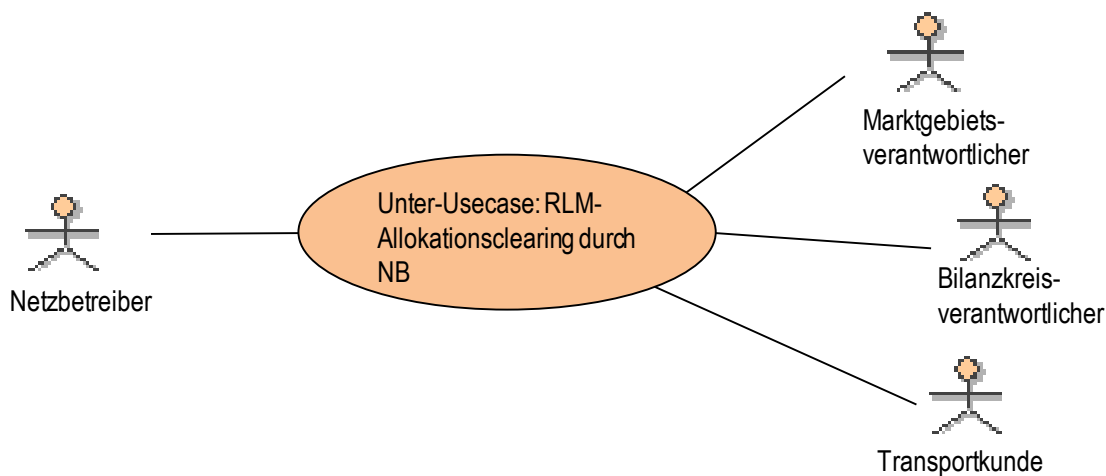 Marktgebiets-
verantwortlicher
Unter-Usecase: RLM-
Allokationsclearing durch
NB
Netzbetreiber
Bilanzkreis-
verantwortlicher
Transportkunde